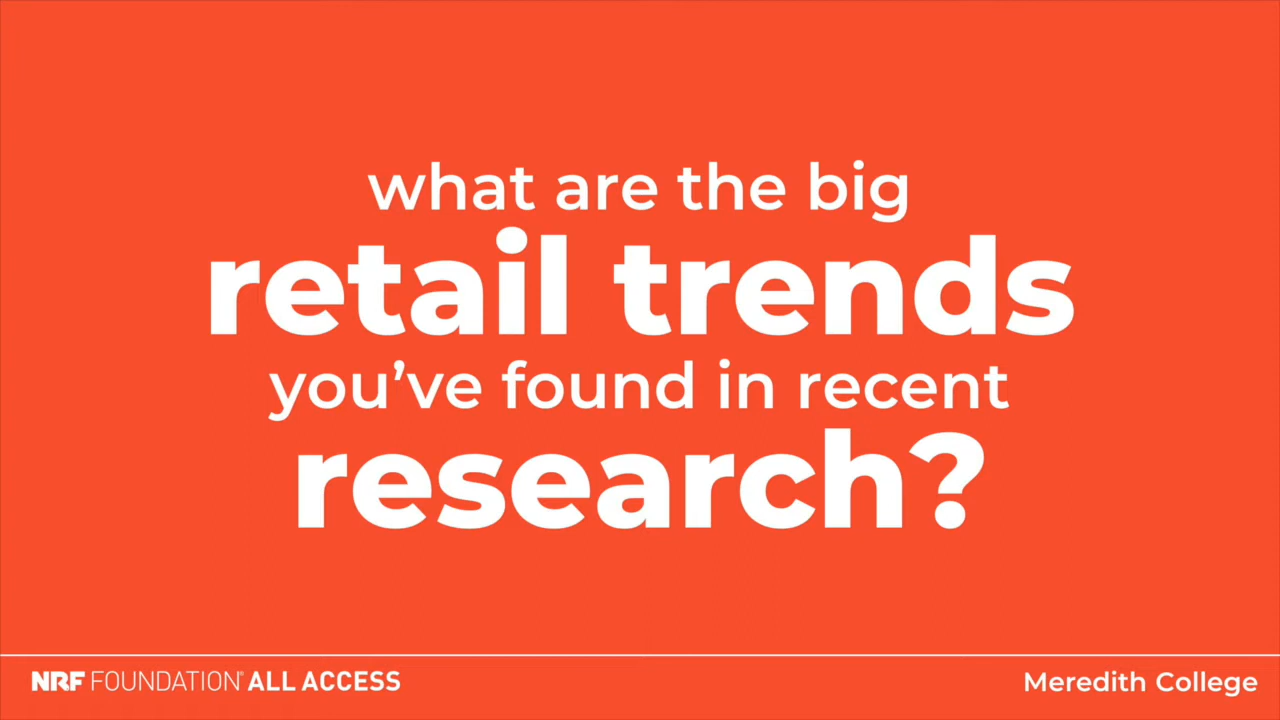 what are the big
retail trends
you’ve found in recent
research?
NRF FOUNDATION® ALL ACCESS
Meredith College